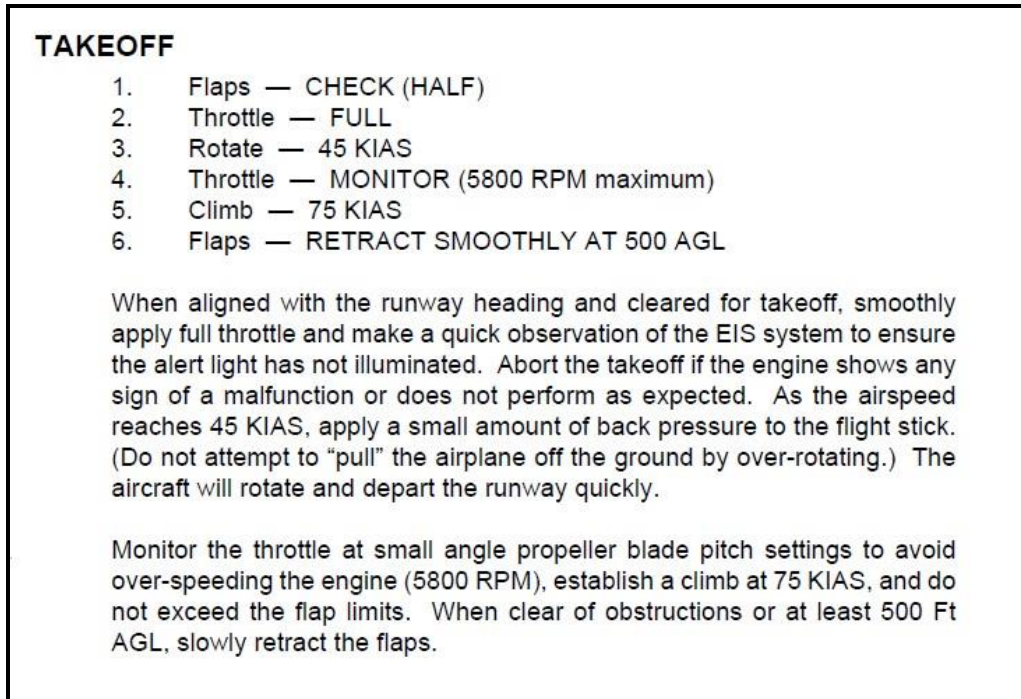 TAKEOFF
1. Flaps — CHECK (HALF)
2. Throttle — FULL
3. Rotate — 45 KIAS
4. Throttle — MONITOR (5800 RPM maximum)
5. Climb — 75 KIAS
6. Flaps — RETRACT SMOOTHLY AT 500 AGL
When aligned with the runway heading and cleared for takeoff, smoothly
apply full throttle and make a quick observation of the EIS system to ensure
the alert light has not illuminated. Abort the takeoff if the engine shows any
sign of a malfunction or does not perform as expected. As the airspeed
reaches 45 KIAS, apply a small amount of back pressure to the flight stick.
(Do not attempt to “pull” the airplane off the ground by over-rotating.) The
aircraft will rotate and depart the runway quickly.
Monitor the throttle at small angle propeller blade pitch settings to avoid
over-speeding the engine (5800 RPM), establish a climb at 75 KIAS, and do
not exceed the flap limits. When clear of obstructions or at least 500 Ft
AGL, slowly retract the flaps.